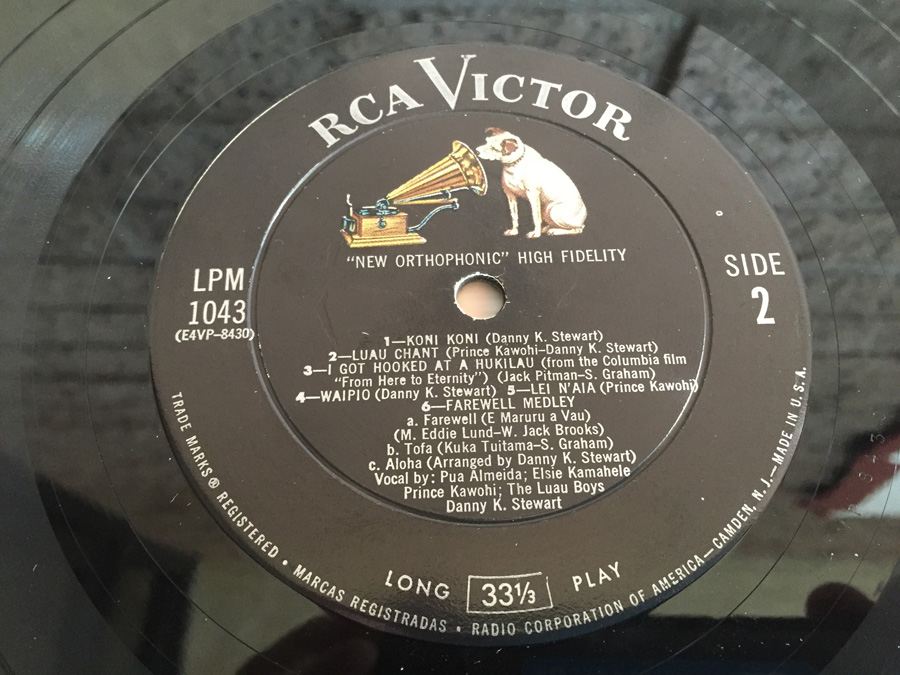 RCA VICTOR
"NEW ORTHOPHONIC" HIGH FIDELITY
LPM
1043
(E4VP-8430)
SIDE
2
1—KONI KONI (Danny K. Stewart)
2—LUAU CHANT (Prince Kawohi-Danny K. Stewart)
3—I GOT HOOKED AT A HUKILAU (from the Columbia film
"From Here to Eternity") (Jack Pitman-S. Graham)
4—WAIPIO (Danny K. Stewart) 5—LEI N'AIA (Prince Kawohi)
6—FAREWELL MEDLEY
a. Farewell (E Maruru a Vau)
(M. Eddie Lund-W. Jack Brooks)
b. Tofa (Kuka Tuitama-S. Graham)
c. Aloha (Arranged by Danny K. Stewart)
Vocal by: Pua Almeida; Elsie Kamahele
Prince Kawohi; The Luau Boys
Danny K. Stewart
LONG 33⅓ PLAY
TRADE MARKS ® REGISTERED • MARCAS REGISTRADAS • RADIO CORPORATION OF AMERICA—CAMDEN, N. J.—MADE IN U. S. A.